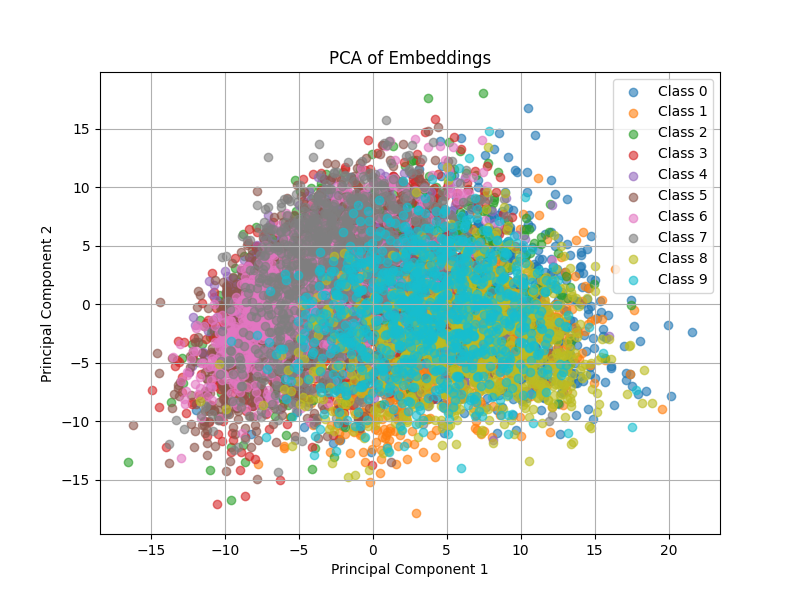 PCA of Embeddings
Class 0
Class 1
Class 2
Class 3
Class 4
Class 5
Class 6
Class 7
Class 8
Class 9
Principal Component 2
15
10
5
0
−5
−10
−15
−15
−10
−5
0
5
10
15
20
Principal Component 1